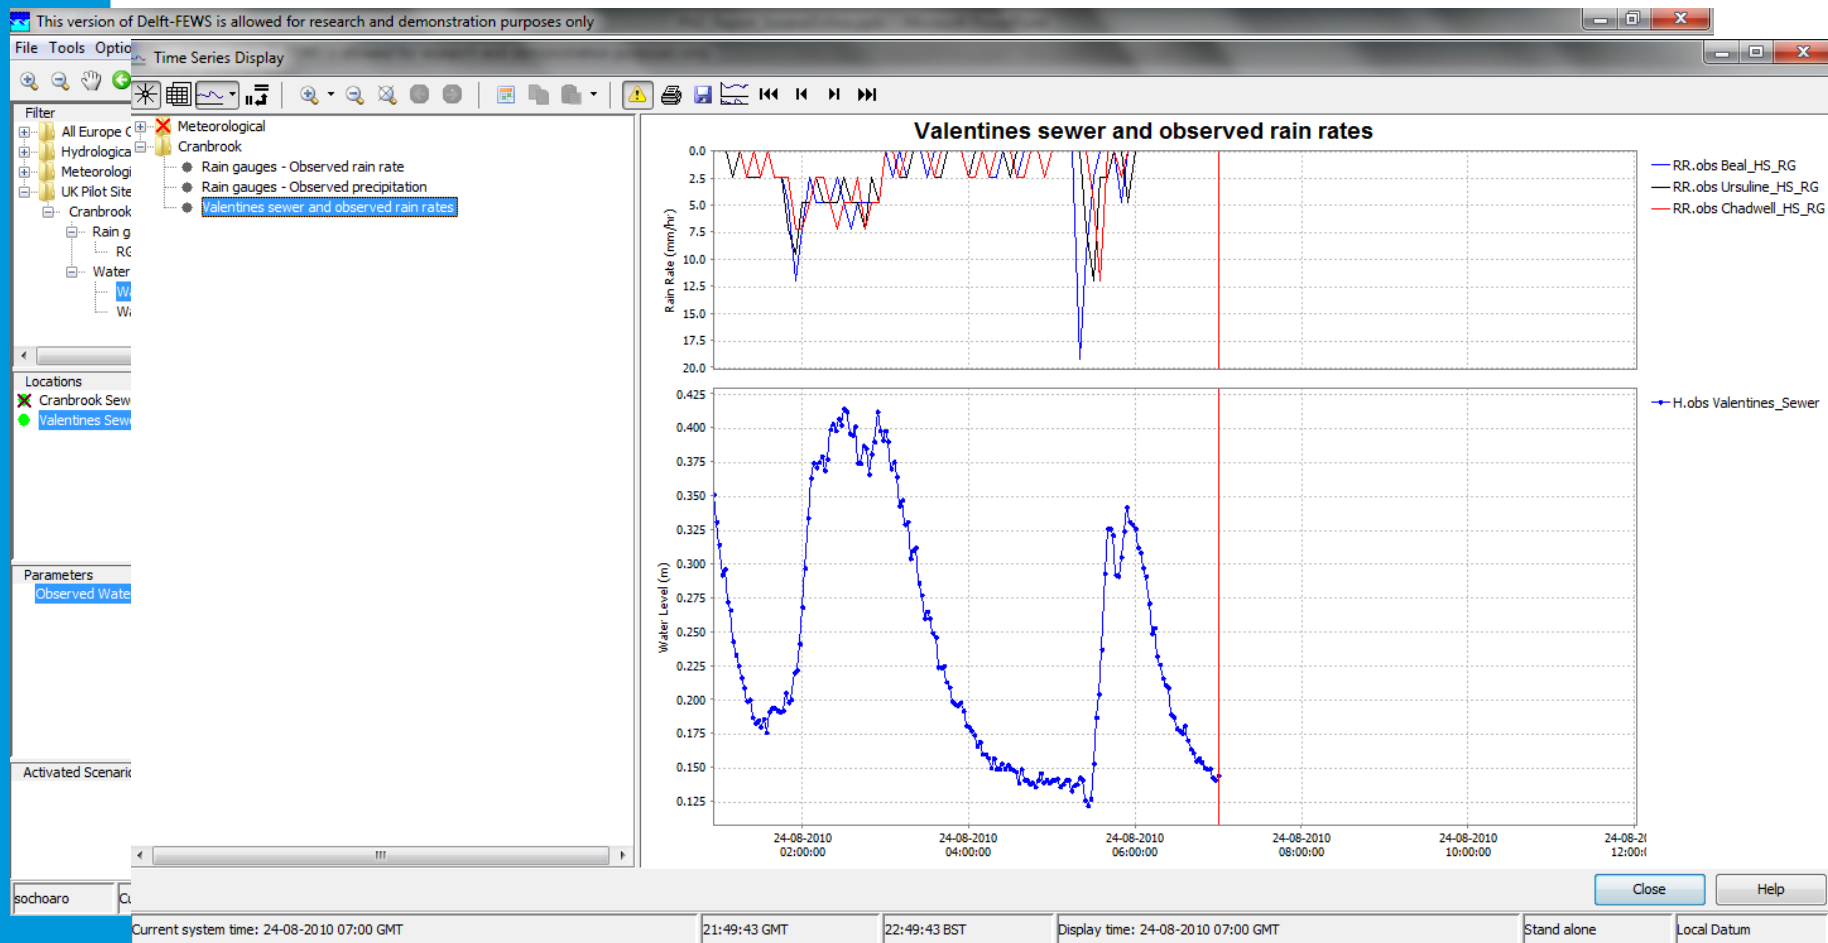 This version of Delft-FEWS is allowed for research and demonstration purposes only
File Tools Optio
Time Series Display
Filter
All Europe C
Hydrologica
Meteorologi
UK Pilot Site
Cranbrook
Rain g
RG
Water
Wa
Wa
Locations
Cranbrook Sew
Valentines Sew
Parameters
Observed Wate
Activated Scenario
sochoaro
Cu
Meteorological
Cranbrook
Rain gauges - Observed rain rate
Rain gauges - Observed precipitation
Valentines sewer and observed rain rates
Valentines sewer and observed rain rates
0.0
2.5
5.0
7.5
10.0
12.5
15.0
17.5
20.0
Rain Rate (mm/hr)
RR.obs Beal_HS_RG
RR.obs Ursuline_HS_RG
RR.obs Chadwell_HS_RG
0.425
0.400
0.375
0.350
0.325
0.300
0.275
0.250
0.225
0.200
0.175
0.150
0.125
Water Level (m)
H.obs Valentines_Sewer
24-08-2010 24-08-2010 24-08-2010 24-08-2010 24-08-2010 24-08-2(
02:00:00 04:00:00 06:00:00 08:00:00 10:00:00 12:00:(
Close Help
Current system time: 24-08-2010 07:00 GMT 21:49:43 GMT 22:49:43 BST Display time: 24-08-2010 07:00 GMT Stand alone Local Datum